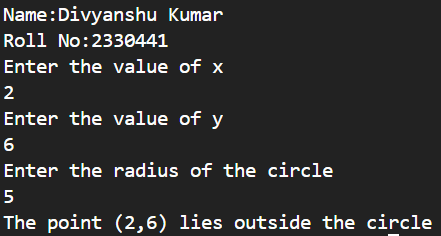 Name:Divyanshu Kumar
Roll No:2330441
Enter the value of x
2
Enter the value of y
6
Enter the radius of the circle
5
The point (2,6) lies outside the circle